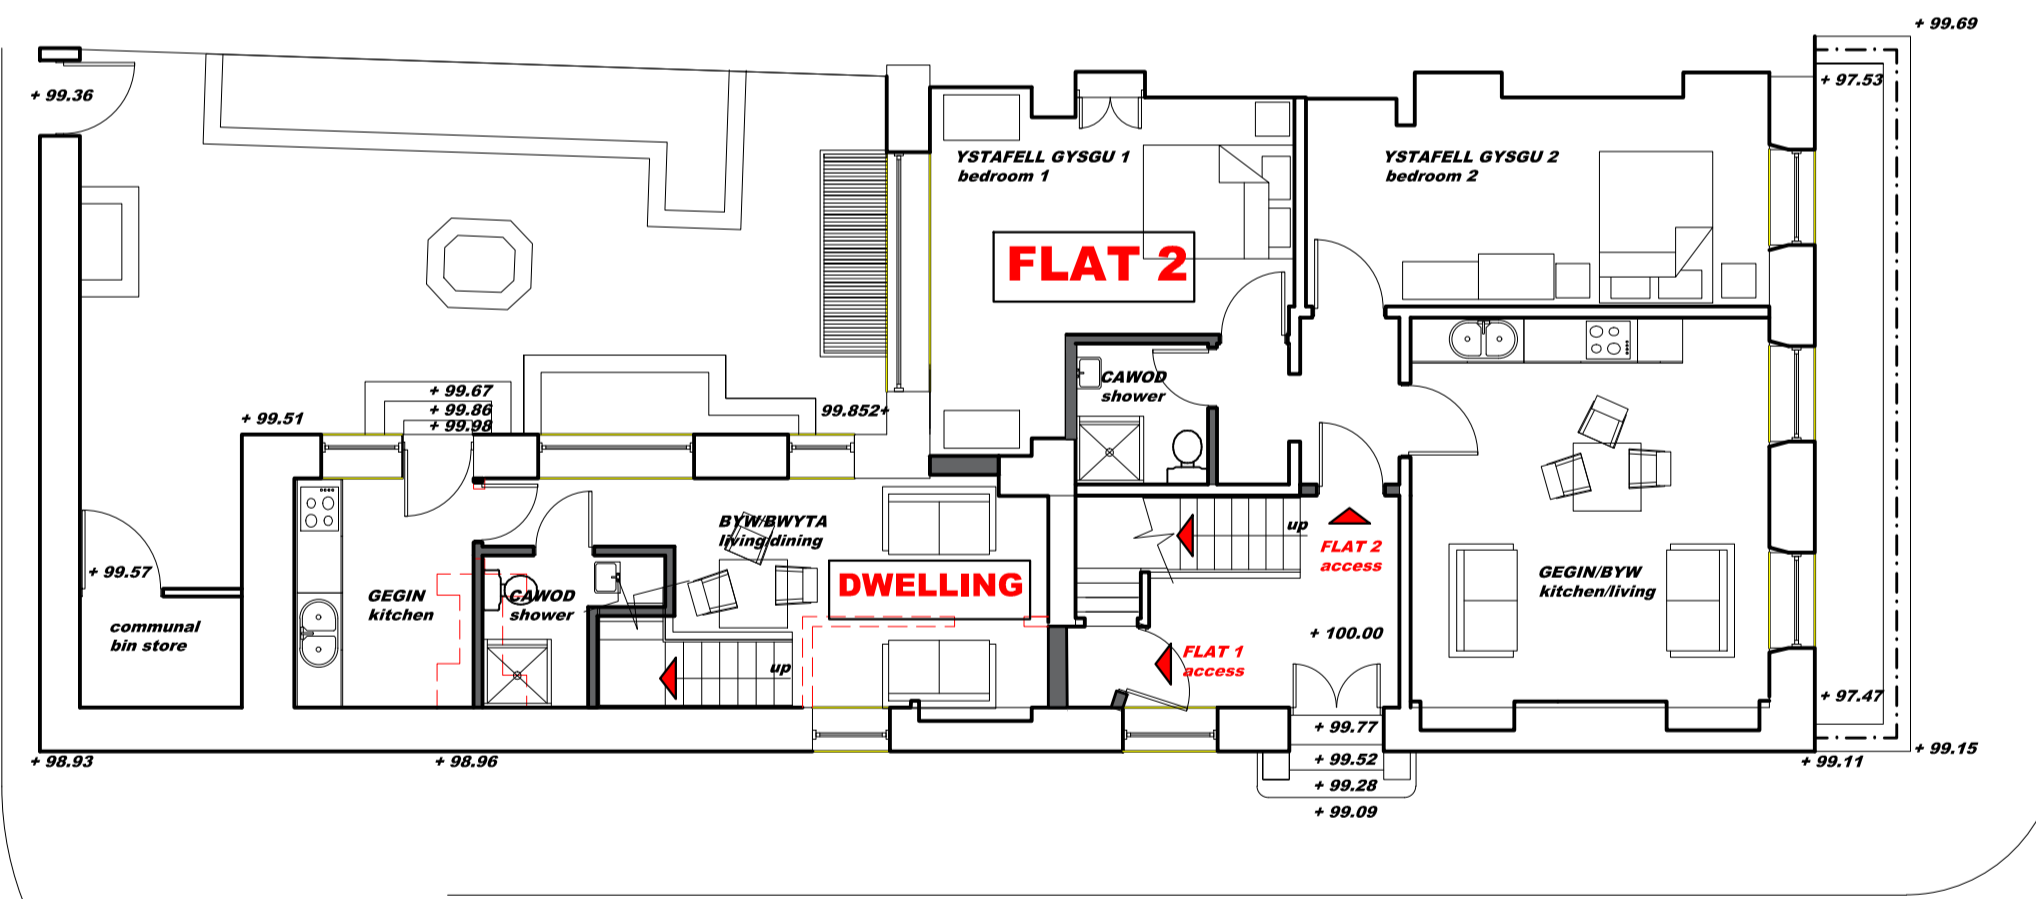 + 99.69
+ 97.53
+ 99.36
YSTAFELL GYSGU 1
bedroom 1
YSTAFELL GYSGU 2
bedroom 2
FLAT 2
CAWOD
shower
+ 99.67
+ 99.86
+ 99.98
+ 99.51
99.852+
BYW/BWYTA
living/dining
up
FLAT 2
access
+ 99.57
DWELLING
GEGIN/BYW
kitchen/living
GEGIN
kitchen
CAWOD
shower
communal
bin store
+ 100.00
FLAT 1
access
up
+ 97.47
+ 99.77
+ 99.15
+ 98.93
+ 98.96
+ 99.52
+ 99.11
+ 99.28
+ 99.09